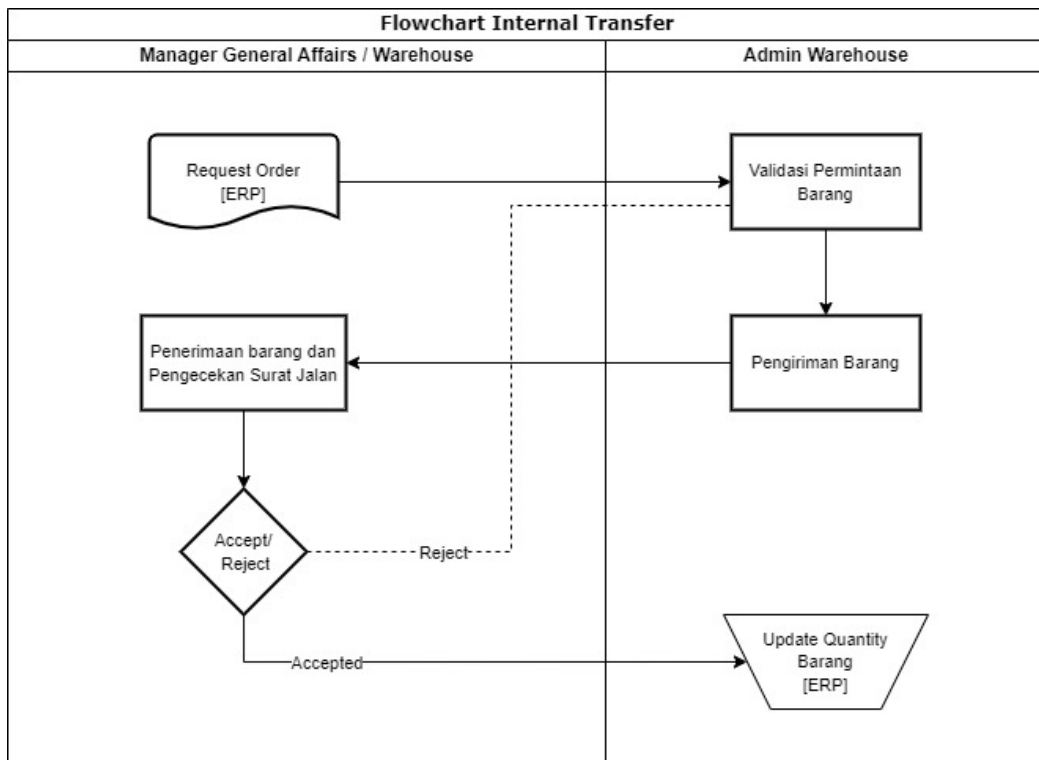 Flowchart Internal Transfer
Manager General Affairs / Warehouse
Admin Warehouse
Request Order
[ERP]
Validasi Permintaan
Barang
Penerimaan barang dan
Pengecekan Surat Jalan
Pengiriman Barang
Accept/
Reject
Reject
Accepted
Update Quantity
Barang
[ERP]